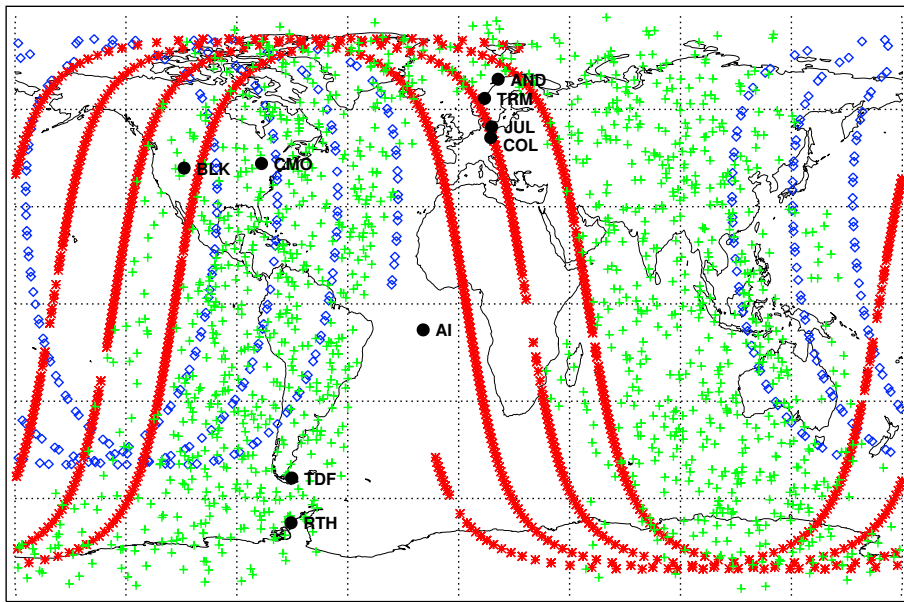 AND
TRM
JUL
COL
CMO
BLK
AI
TDF
RTH